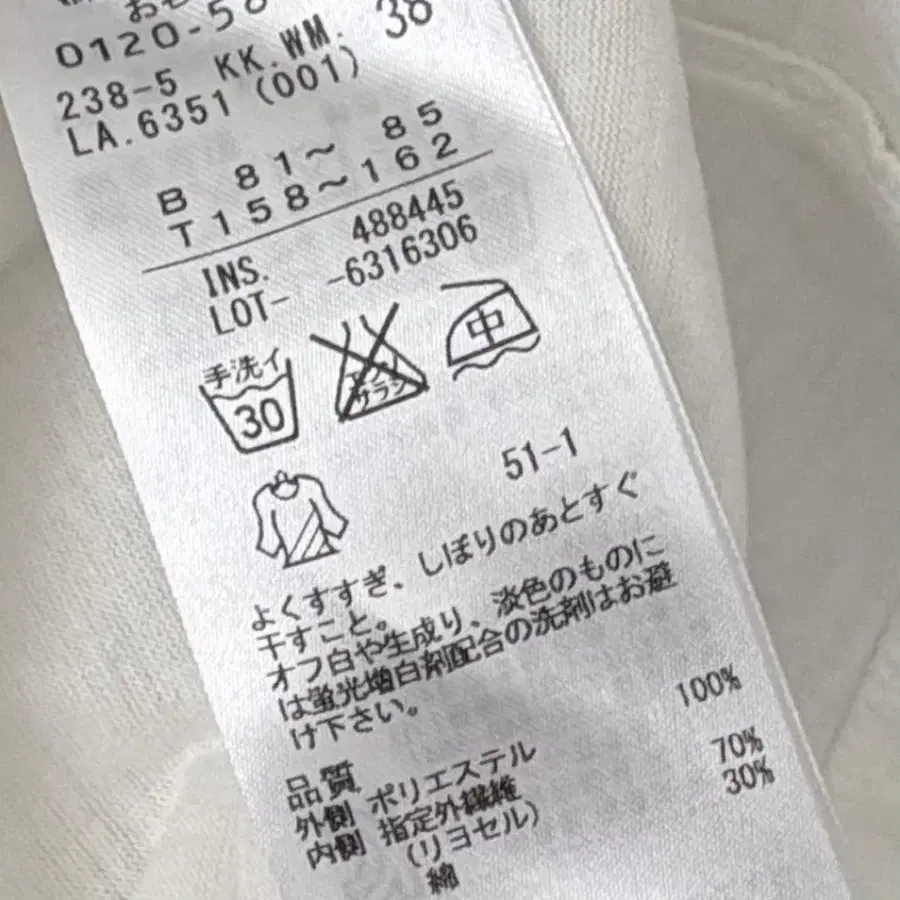 0120-5
38
238-5 KK.WM.
LA.6351 (001)
B 81～ 85
T 158～162
INS. 488445
LOT- -6316306
手洗イ
30
サラシ
中
51-1
よくすすぎ、しぼりのあとすぐ
干すこと。
オフ白や生成り、淡色のものに
は蛍光増白剤配合の洗剤はお避
け下さい。
品質
外側 ポリエステル 100%
内側 指定外繊維 70%
(リヨセル)
綿 30%